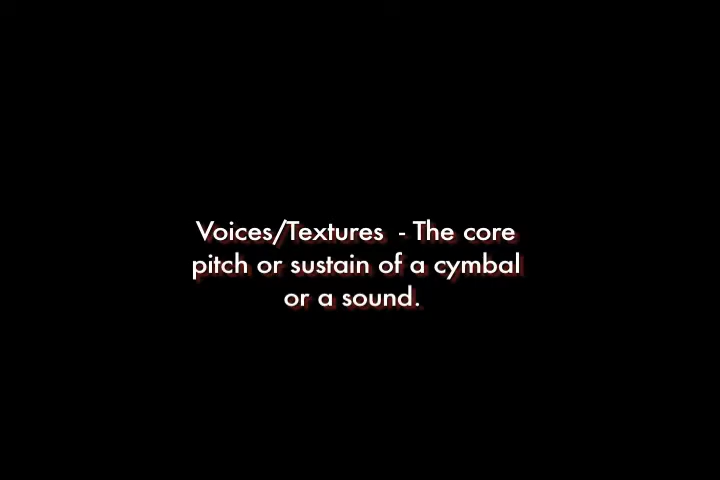 Voices/Textures - The core
pitch or sustain of a cymbal
or a sound.